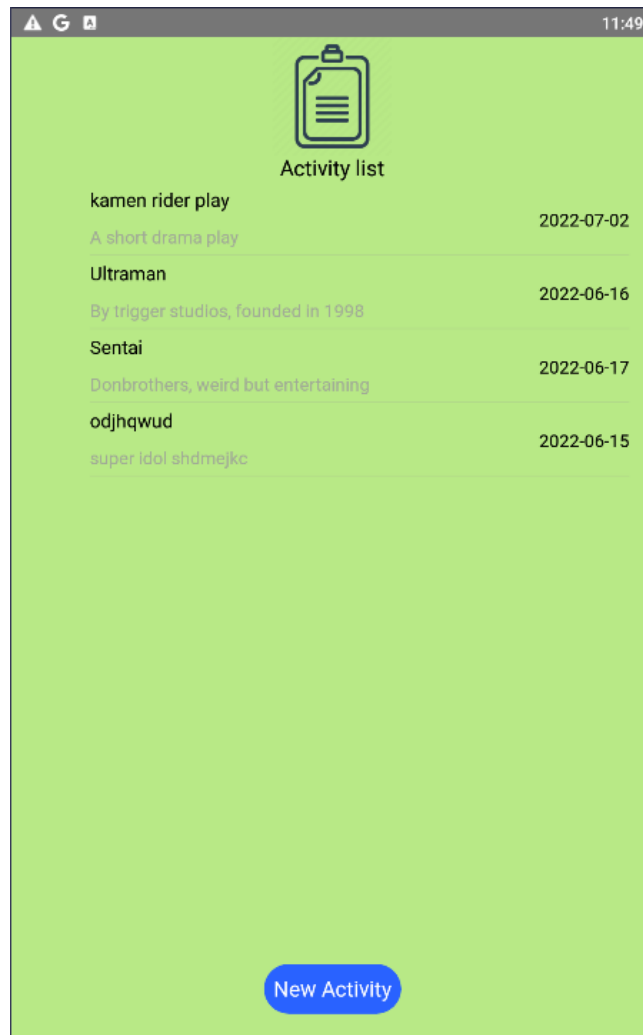 11:49
Activity list
kamen rider play
A short drama play
2022-07-02
Ultraman
By trigger studios, founded in 1998
2022-06-16
Sentai
Donbrothers, weird but entertaining
2022-06-17
odjhqwud
super idol shdmejkc
2022-06-15
New Activity